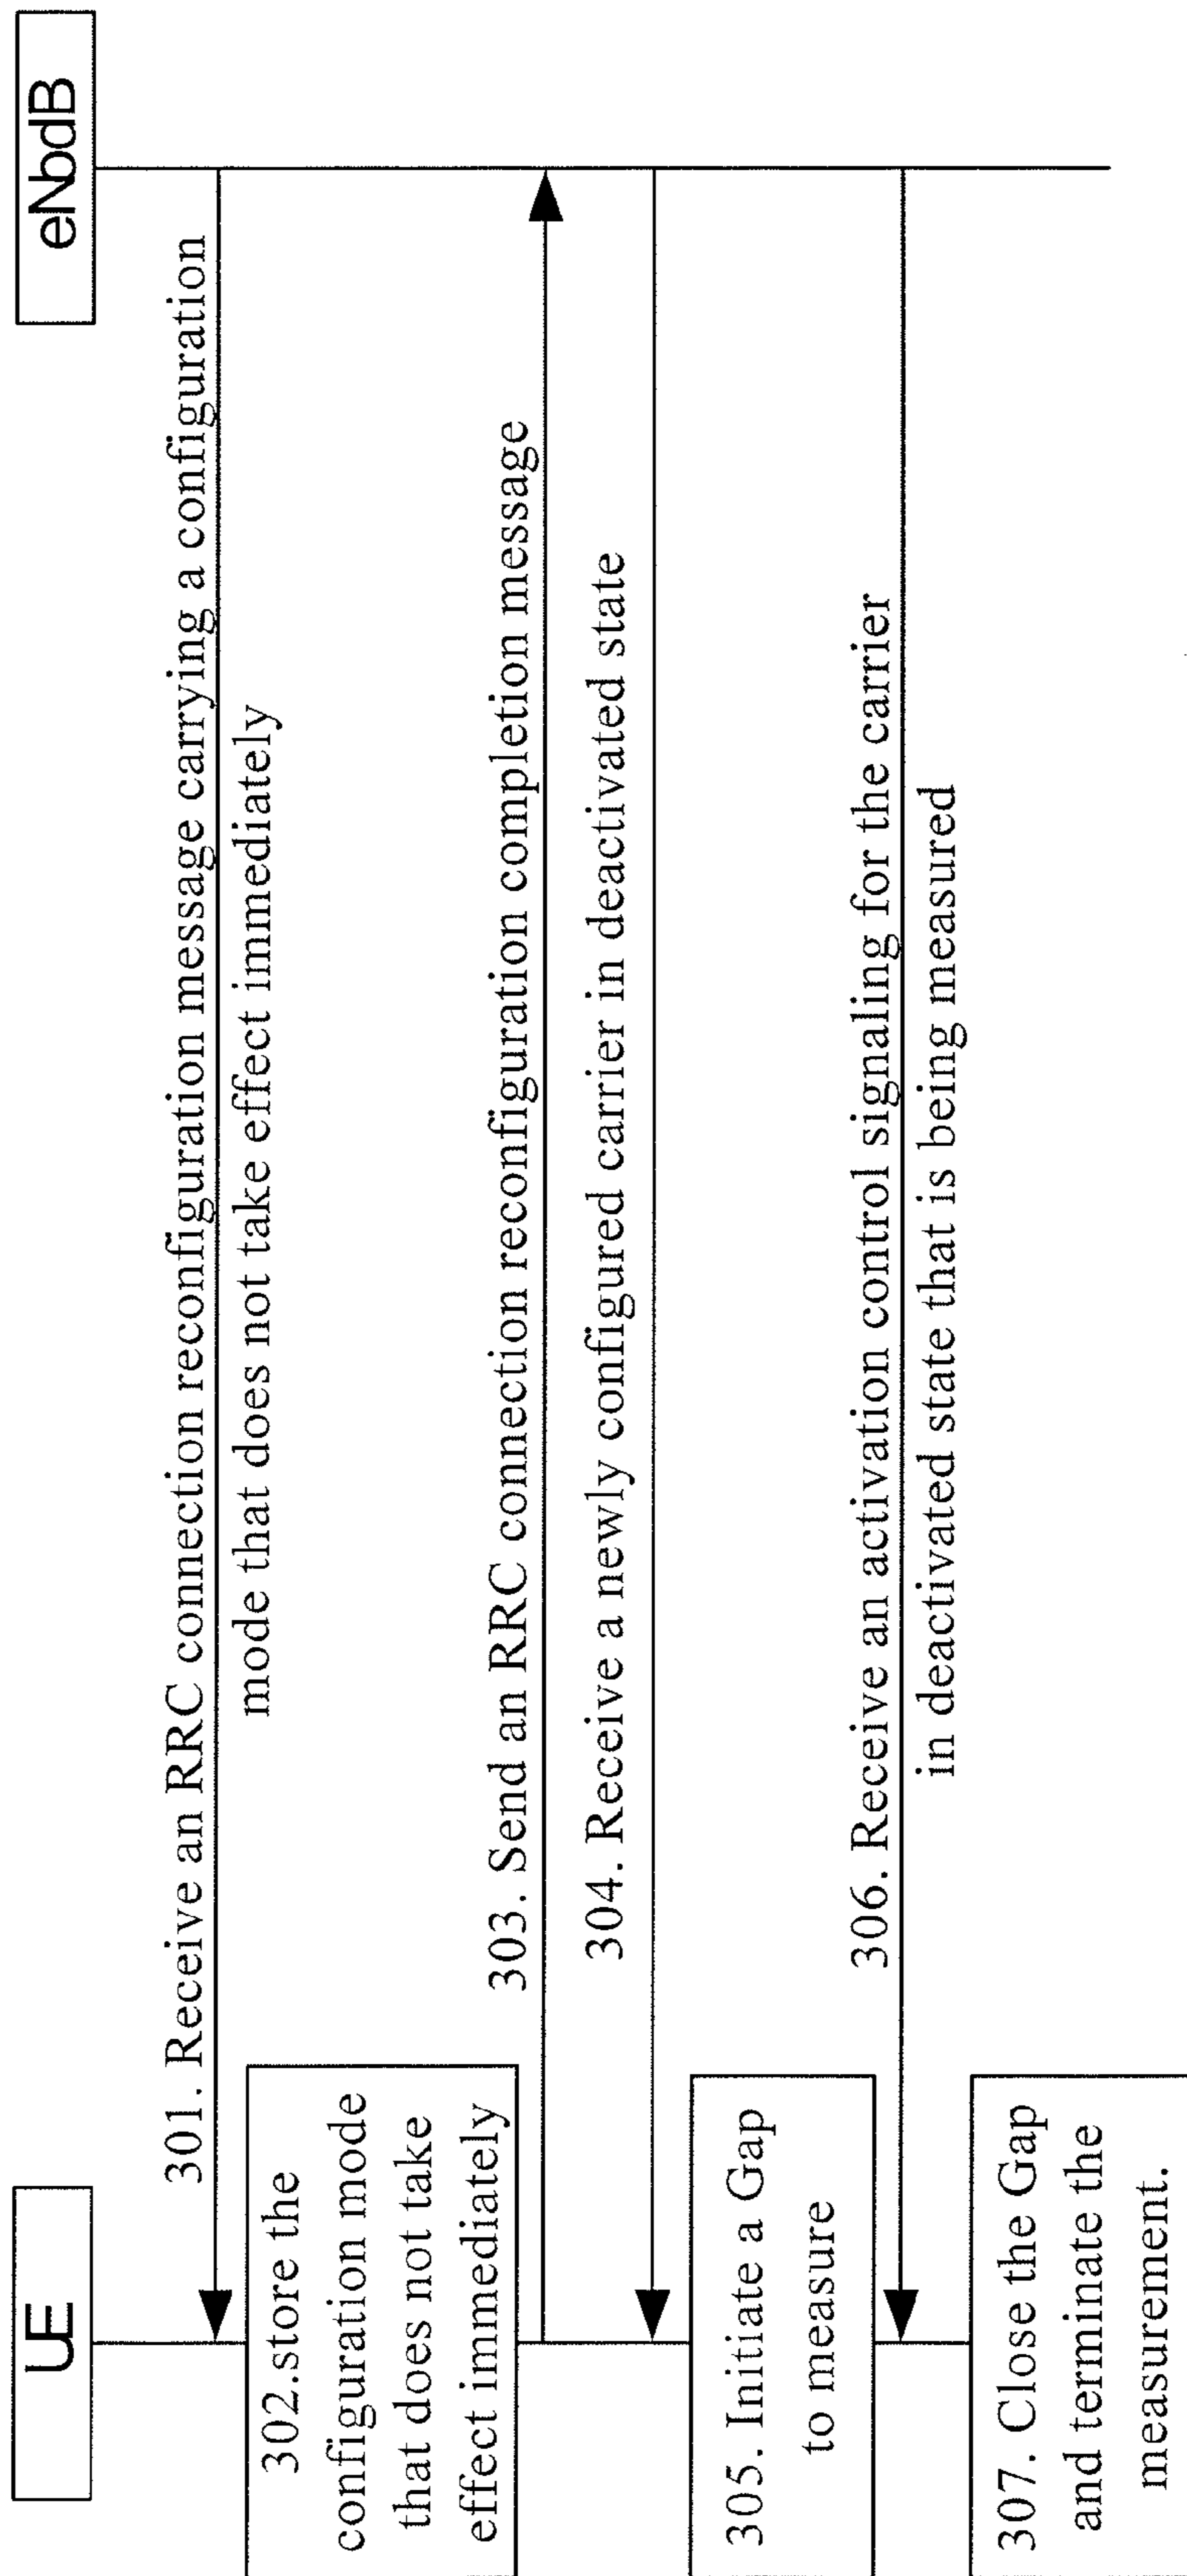 UE
eNbdB
301. Receive an RRC connection reconfiguration message carrying a configuration
mode that does not take effect immediately
302.store the
configuration mode
that does not take
effect immediately
303. Send an RRC connection reconfiguration completion message
304. Receive a newly configured carrier in deactivated state
305. Initiate a Gap
to measure
306. Receive an activation control signaling for the carrier
in deactivated state that is being measured
307. Close the Gap
and terminate the
measurement.